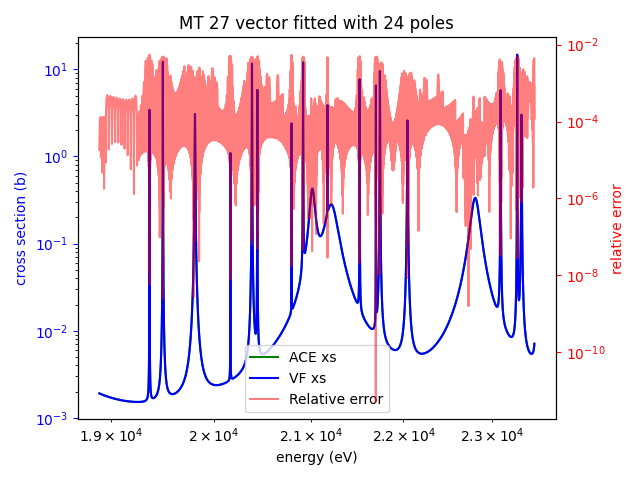 MT 27 vector fitted with 24 poles
cross section (b)
10¹
10⁰
10⁻¹
10⁻²
10⁻³
10⁻²
10⁻⁴
10⁻⁶
10⁻⁸
10⁻¹⁰
relative error
ACE xs
VF xs
Relative error
1.9 × 10⁴ 2 × 10⁴ 2.1 × 10⁴ 2.2 × 10⁴ 2.3 × 10⁴
energy (eV)